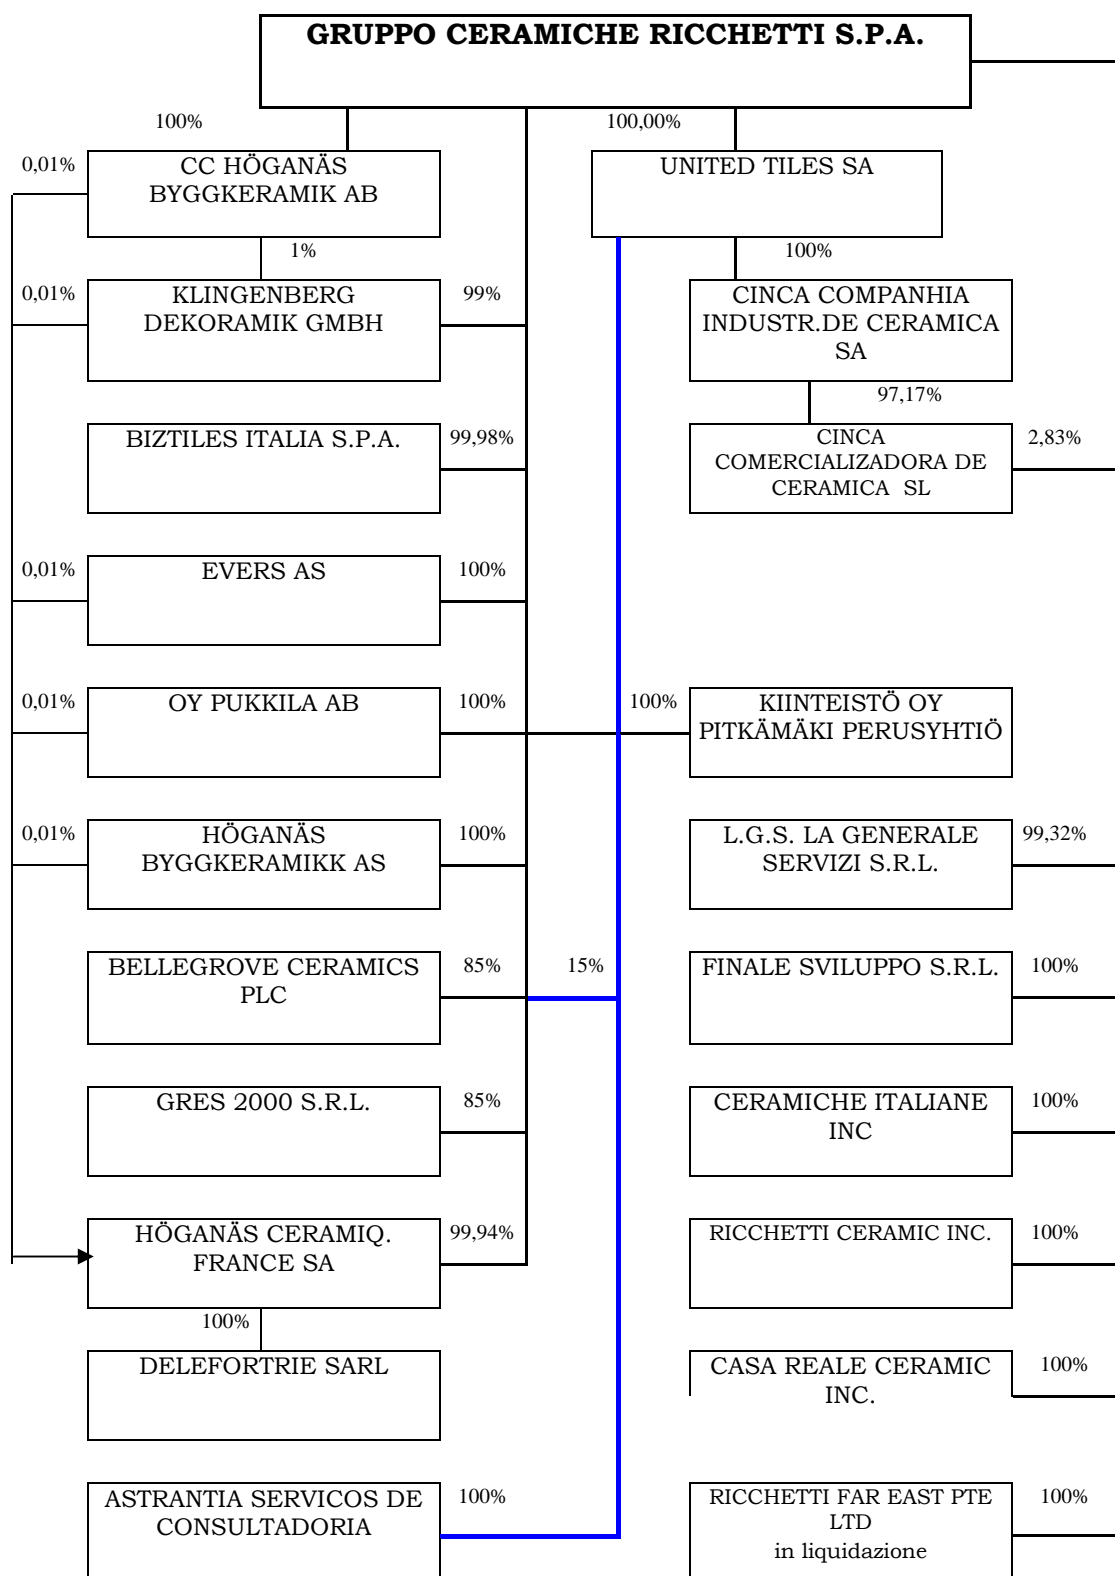 GRUPPO CERAMICHE RICCHETTI S.P.A.
100%
100,00%
0,01%
CC HÖGANÄS
BYGGKERAMIK AB
UNITED TILES SA
1%
100%
0,01%
KLINGENBERG
DEKORAMIK GMBH
99%
CINCA COMPANHIA
INDUSTR.DE CERAMICA
SA
97,17%
BIZTILES ITALIA S.P.A.
99,98%
CINCA
COMERCIALIZADORA DE
CERAMICA SL
2,83%
0,01%
EVERS AS
100%
0,01%
OY PUKKILA AB
100%
100%
KIINTEISTÖ OY
PITKÄMÄKI PERUSYHTIÖ
0,01%
HÖGANÄS
BYGGKERAMIKK AS
100%
L.G.S. LA GENERALE
SERVIZI S.R.L.
99,32%
BELLEGROVE CERAMICS
PLC
85%
15%
FINALE SVILUPPO S.R.L.
100%
GRES 2000 S.R.L.
85%
CERAMICHE ITALIANE
INC
100%
HÖGANÄS CERAMIQ.
FRANCE SA
99,94%
RICCHETTI CERAMIC INC.
100%
100%
DELEFORTRIE SARL
CASA REALE CERAMIC
INC.
100%
ASTRANTIA SERVICOS DE
CONSULTADORIA
100%
RICCHETTI FAR EAST PTE
LTD
in liquidazione
100%